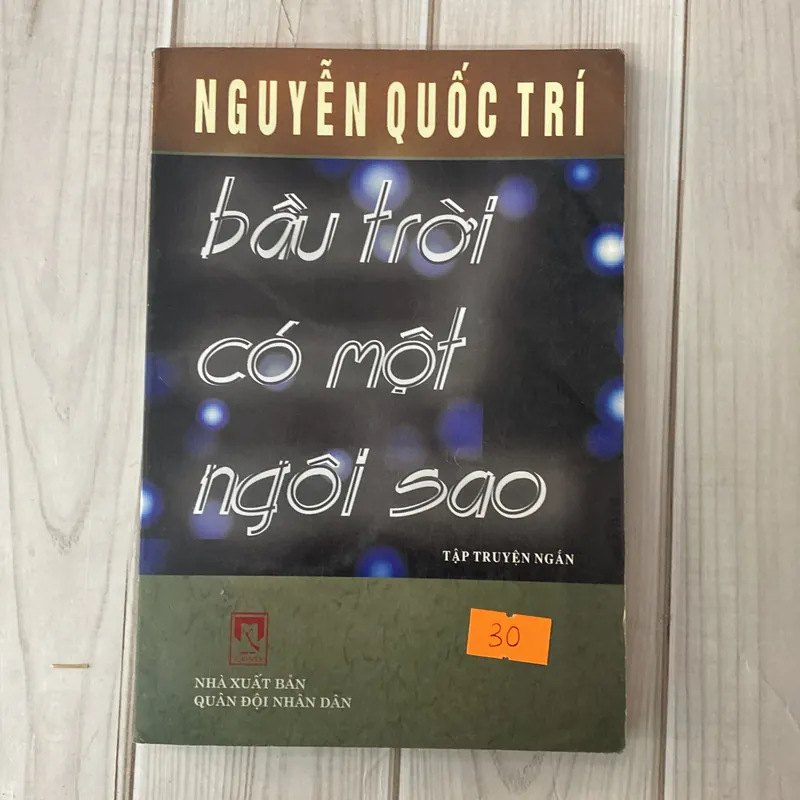 NGUYỄN QUỐC TRÍ
bầu trời
có một
ngôi sao
TẬP TRUYỆN NGẮN
30
NHÀ XUẤT BẢN
QUÂN ĐỘI NHÂN DÂN